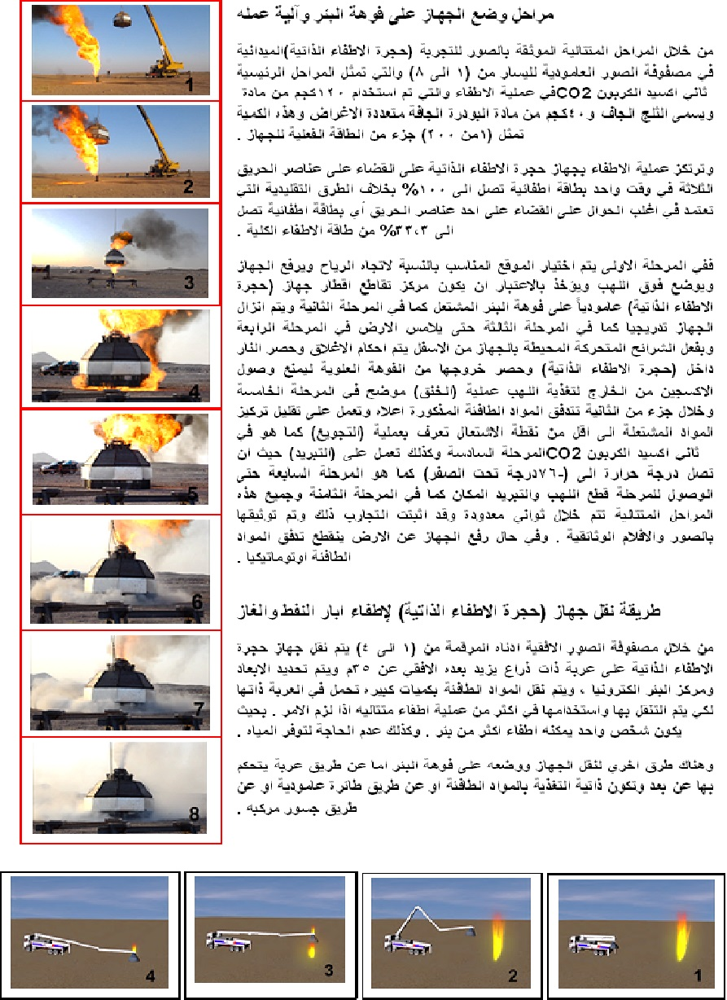 مراحل وضع الجهاز على فوهة البئر وآلية عمله
من خلال المراحل المتتالية الموثقة بالصور للتجربة (حجرة الاطفاء الذاتية)الميدانية
في مصفوفة الصور العامودية لليسار من (١ الى ٨) والتي تمثل المراحل الرئيسية
ثاني اكسيد الكربون CO2في عملية الاطفاء والتي تم استخدام ١٢٠كجم من مادة
ويسمى الثلج الجاف و٤٠كجم من مادة البودرة الجافة متعددة الاغراض وهذه الكمية
تمثل (١من ٢٠٠) جزء من الطاقة الفعلية للجهاز .
وترتكز عملية الاطفاء بجهاز حجرة الاطفاء الذاتية على القضاء على عناصر الحريق
الثلاثة في وقت واحد بطاقة اطفائية تصل الى ١٠٠% بخلاف الطرق التقليدية التي
تعتمد في اغلب الحوال على القضاء على احد عناصر الحريق أي بطاقة اطفائية تصل
الى ٣٣،٣% من طاقة الاطفاء الكلية .
ففي المرحلة الاولى يتم اختيار الموقع المناسب بالنسبة لاتجاه الرياح ويرفع الجهاز
ويوضع فوق اللهب ويؤخذ بالاعتبار ان يكون مركز تقاطع اقطار جهاز (حجرة
الاطفاء الذاتية) عامودياً على فوهة البئر المشتعل كما في المرحلة الثانية ويتم انزال
الجهاز تدريجيا كما في المرحلة الثالثة حتى يلامس الارض في المرحلة الرابعة
وبفعل الشرائح المتحركة المحيطة بالجهاز من الاسفل يتم احكام الاغلاق وحصر النار
داخل (حجرة الاطفاء الذاتية) وحصر خروجها من الفوهة العلوية ليمنع وصول
الاكسجين من الخارج لتغذية اللهب عملية (الخنق) موضح في المرحلة الخامسة
وخلال جزء من الثانية تتدفق المواد الطافئة المذكورة اعلاه وتعمل على تقليل تركيز
المواد المشتعلة الى اقل من نقطة الاشتعال تعرف بعملية (التجويع) كما هو في
ثاني اكسيد الكربون CO2المرحلة السادسة وكذلك تعمل على (التبريد) حيث ان
تصل درجة حرارة الى (-٧٦درجة تحت الصفر) كما هو المرحلة السابعة حتى
الوصول للمرحلة قطع اللهب والتبريد المكان كما في المرحلة الثامنة وجميع هذه
المراحل المتتالية تتم خلال ثواني معدودة وقد اثبتت التجارب ذلك وتم توثيقها
بالصور والافلام الوثائقية . وفي حال رفع الجهاز عن الارض ينقطع تدفق المواد
الطافئة اوتوماتيكيا .
طريقة نقل جهاز (حجرة الاطفاء الذاتية) لإطفاء ابار النفط والغاز
من خلال مصفوفة الصور الافقية ادناه المرقمة من (١ الى ٤) يتم نقل جهاز حجرة
الاطفاء الذاتية على عربة ذات ذراع يزيد بعده الافقي عن ٣٥م ويتم تحديد الابعاد
ومركز البئر الكترونيا ، ويتم نقل المواد الطافئة بكميات كبيره تحمل في العربة ذاتها
لكي يتم التنقل بها واستخدامها في اكثر من عملية اطفاء متتاليه اذا لزم الامر . بحيث
يكون شخص واحد يمكنه اطفاء اكثر من بئر . وكذلك عدم الحاجة لتوفر المياه .
وهناك طرق اخري لنقل الجهاز ووضعه على فوهة البئر اما عن طريق عربة يتحكم
بها عن بعد وتكون ذاتية التغذية بالمواد الطافئة او عن طريق طائرة عامودية او عن
طريق جسور مركبه .
1
2
3
4
5
6
7
8
1
2
3
4